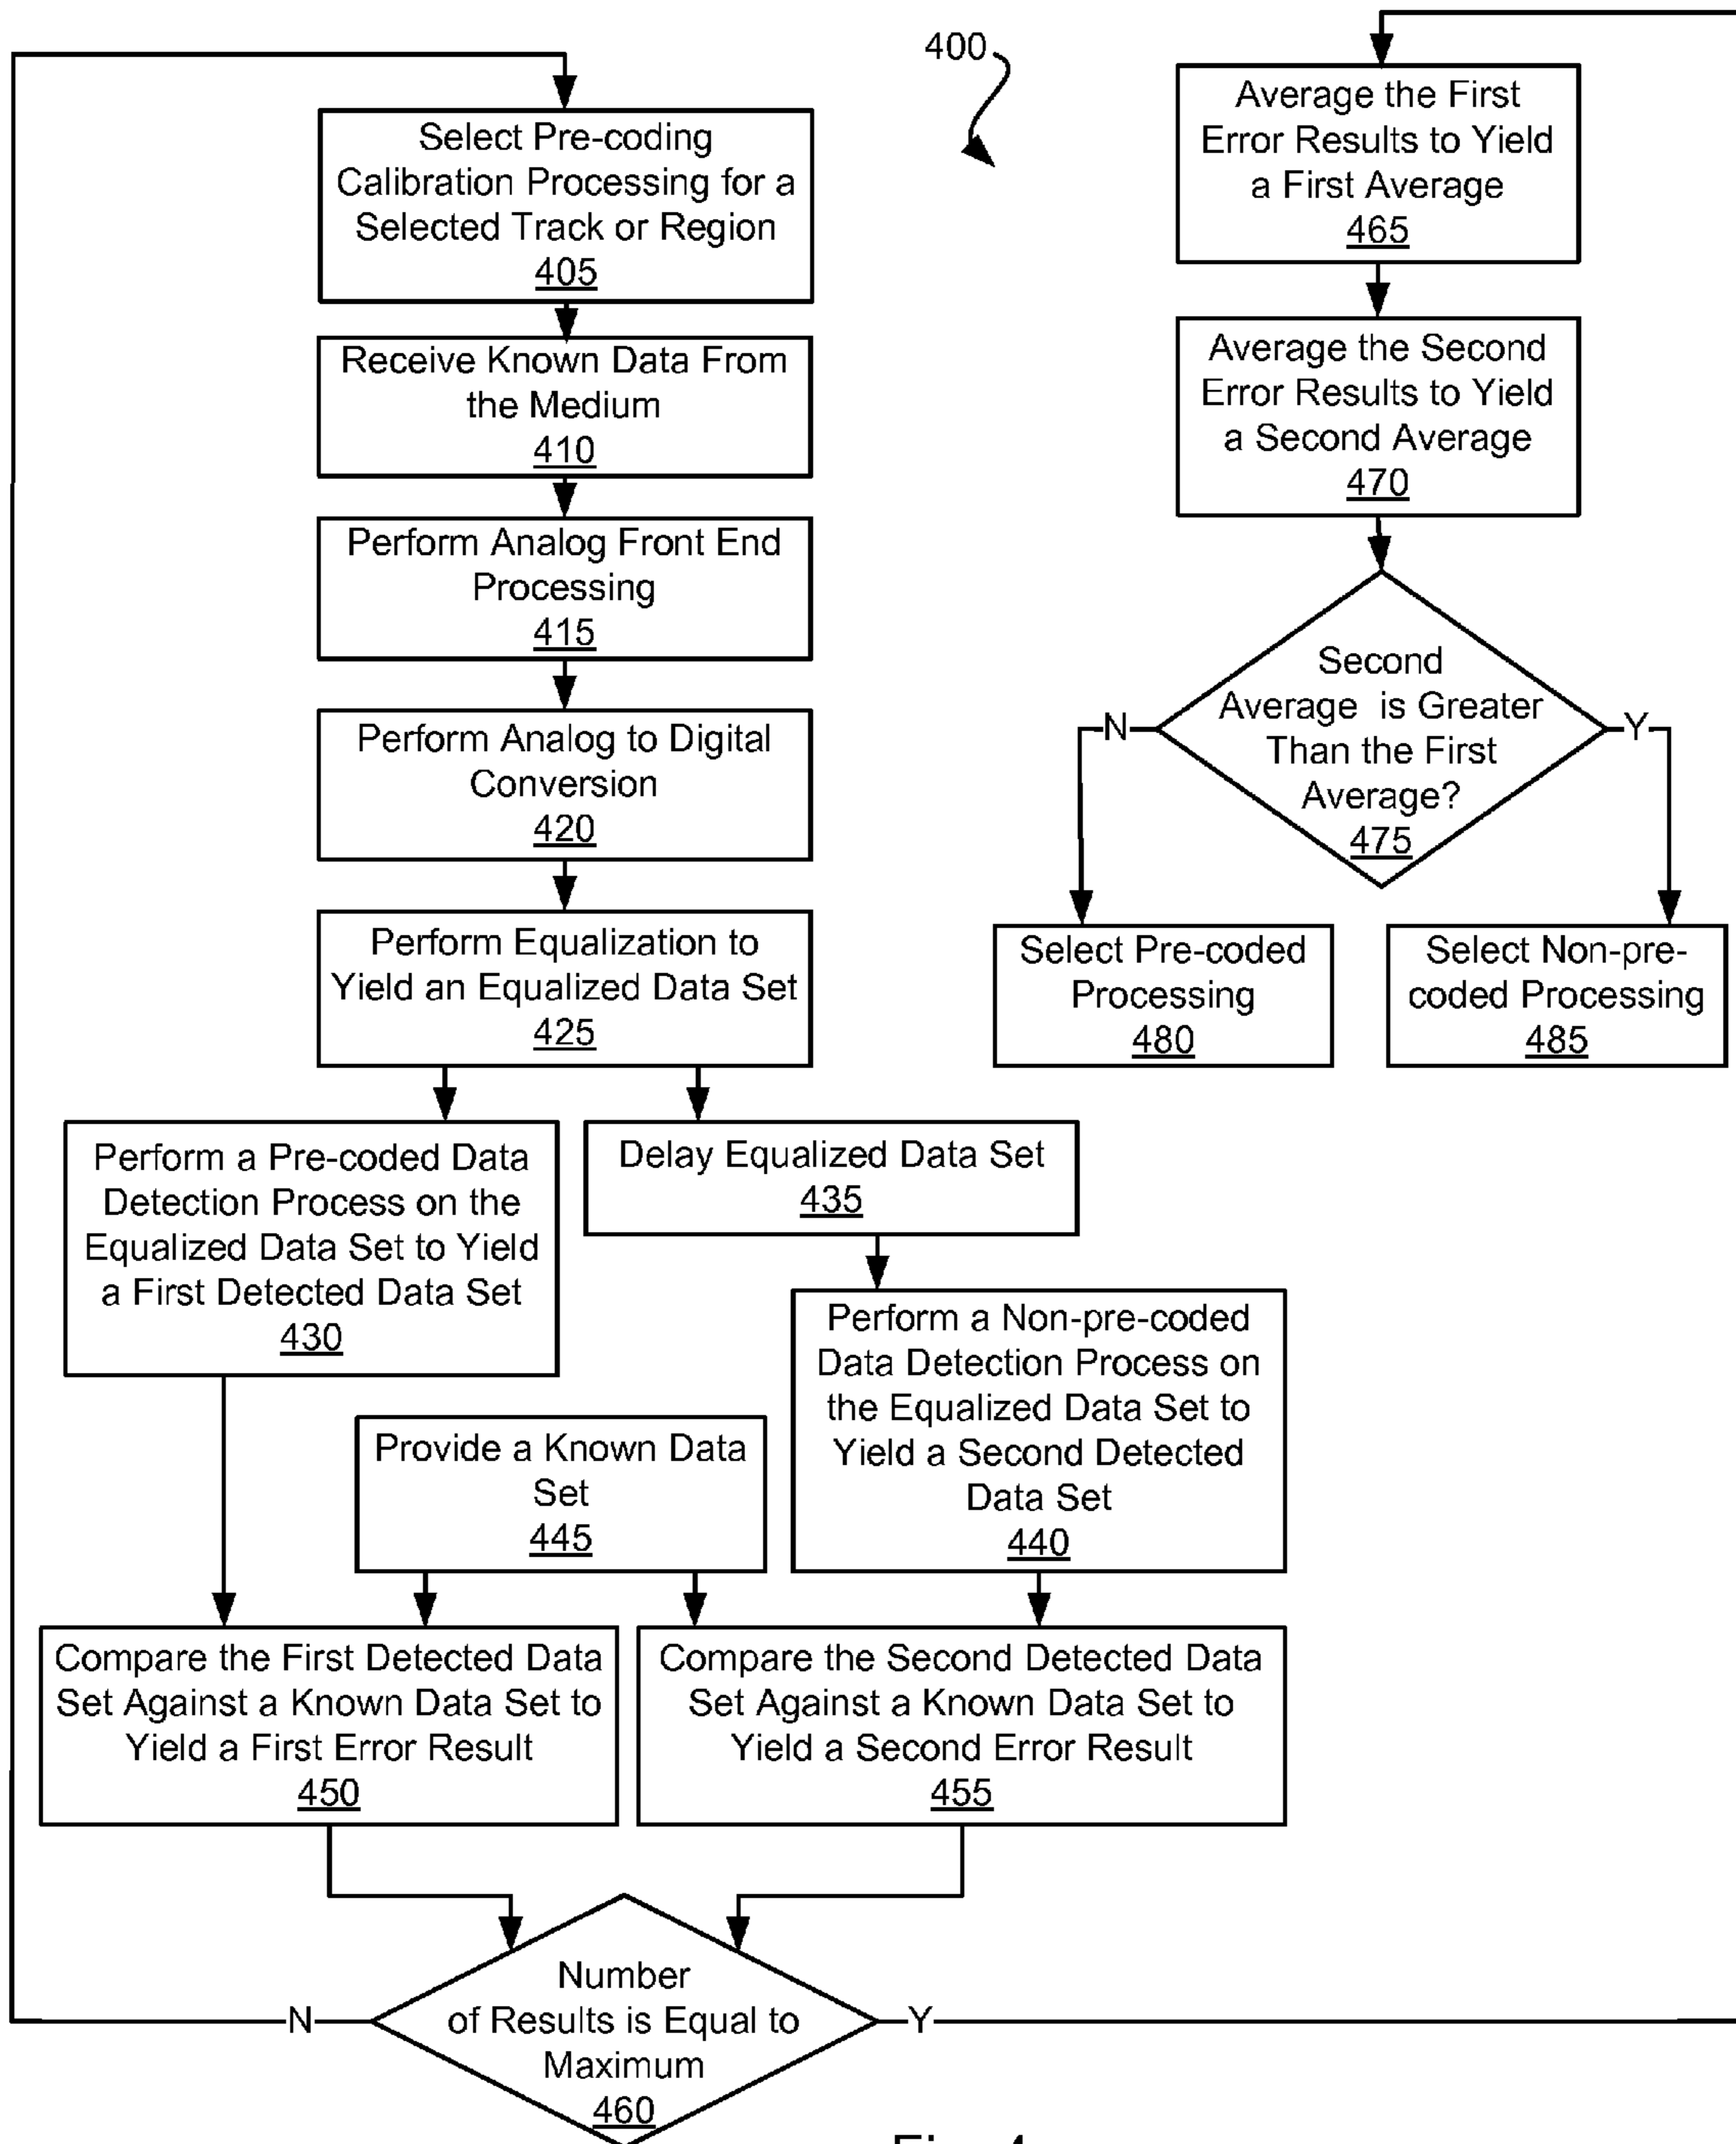 400
Select Pre-coding
Calibration Processing for a
Selected Track or Region
405
Receive Known Data From
the Medium
410
Perform Analog Front End
Processing
415
Perform Analog to Digital
Conversion
420
Perform Equalization to
Yield an Equalized Data Set
425
Perform a Pre-coded Data
Detection Process on the
Equalized Data Set to Yield
a First Detected Data Set
430
Delay Equalized Data Set
435
Perform a Non-pre-coded
Data Detection Process on
the Equalized Data Set to
Yield a Second Detected
Data Set
440
Provide a Known Data
Set
445
Compare the First Detected Data
Set Against a Known Data Set to
Yield a First Error Result
450
Compare the Second Detected Data
Set Against a Known Data Set to
Yield a Second Error Result
455
Number
of Results is Equal to
Maximum
460
N
Y
Average the First
Error Results to Yield
a First Average
465
Average the Second
Error Results to Yield
a Second Average
470
Second
Average is Greater
Than the First
Average?
475
N
Y
Select Pre-coded
Processing
480
Select Non-pre-
coded Processing
485